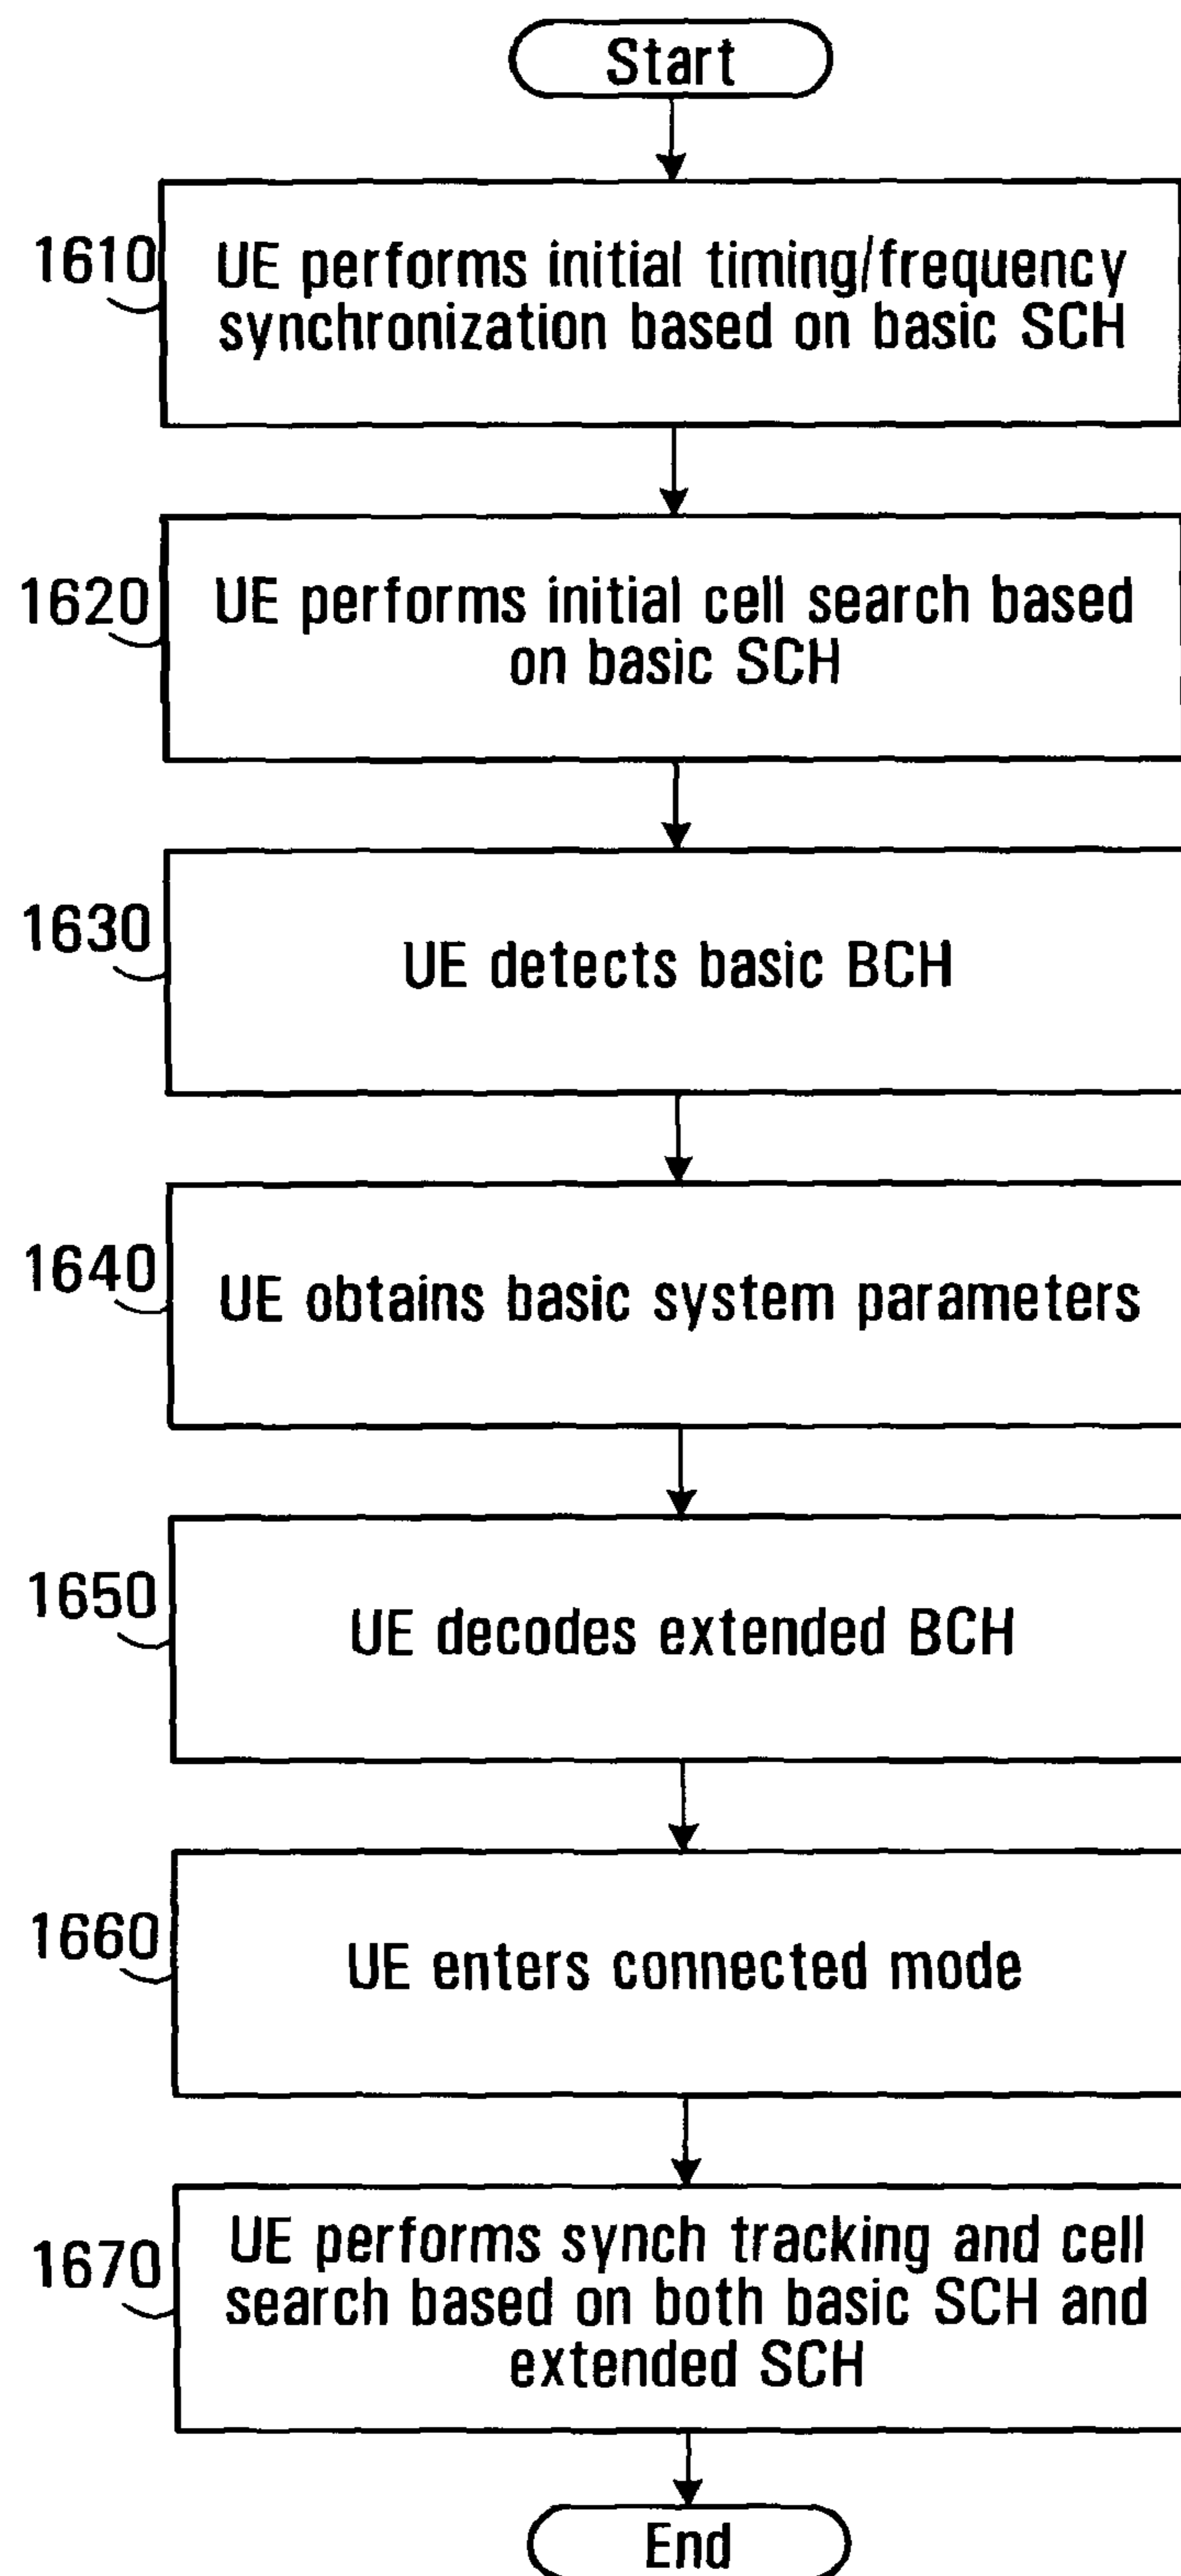 Start
1610
UE performs initial timing/frequency
synchronization based on basic SCH
1620
UE performs initial cell search based
on basic SCH
1630
UE detects basic BCH
1640
UE obtains basic system parameters
1650
UE decodes extended BCH
1660
UE enters connected mode
1670
UE performs synch tracking and cell
search based on both basic SCH and
extended SCH
End